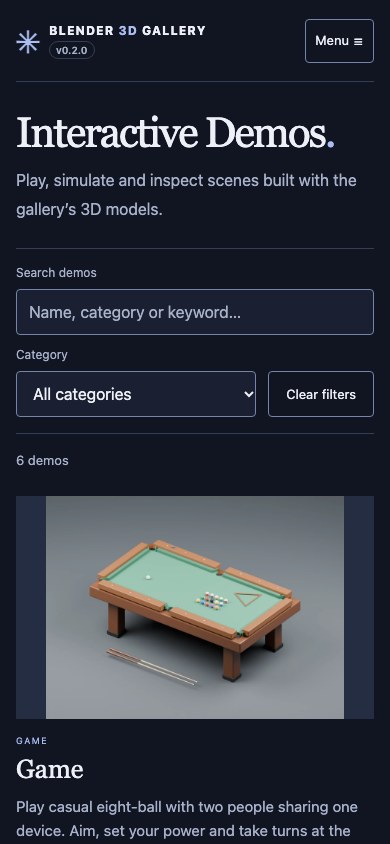 BLENDER 3D GALLERY
v0.2.0
Menu ≡
Interactive Demos.
Play, simulate and inspect scenes built with the
gallery’s 3D models.
Search demos
Name, category or keyword...
Category
All categories
Clear filters
6 demos
GAME
Game
Play casual eight-ball with two people sharing one
device. Aim, set your power and take turns at the